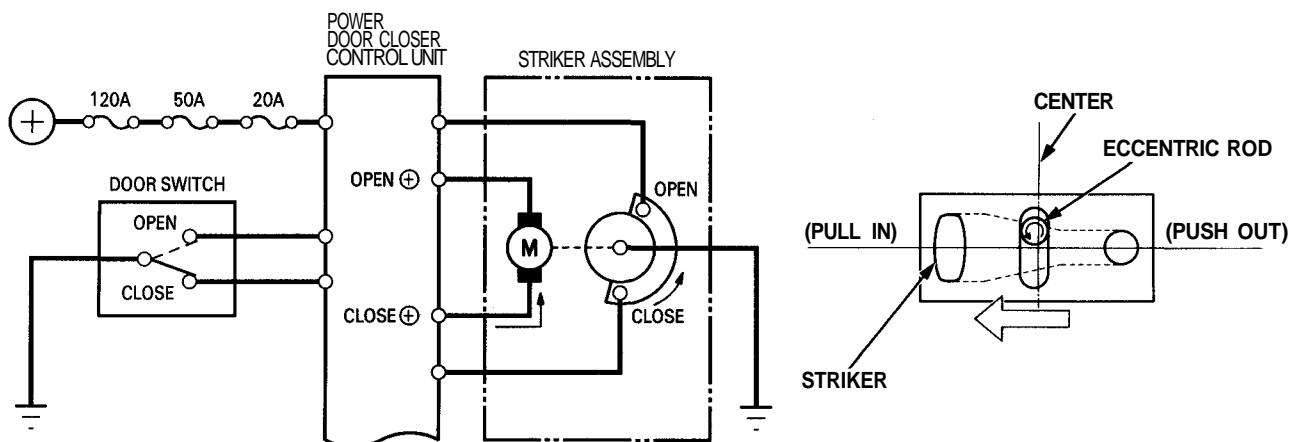 POWER
DOOR CLOSER
CONTROL UNIT
STRIKER ASSEMBLY
120A
50A
20A
+
DOOR SWITCH
OPEN
CLOSE
OPEN ⊕
CLOSE ⊕
M
OPEN
CLOSE
CENTER
ECCENTRIC ROD
(PULL IN)
(PUSH OUT)
STRIKER